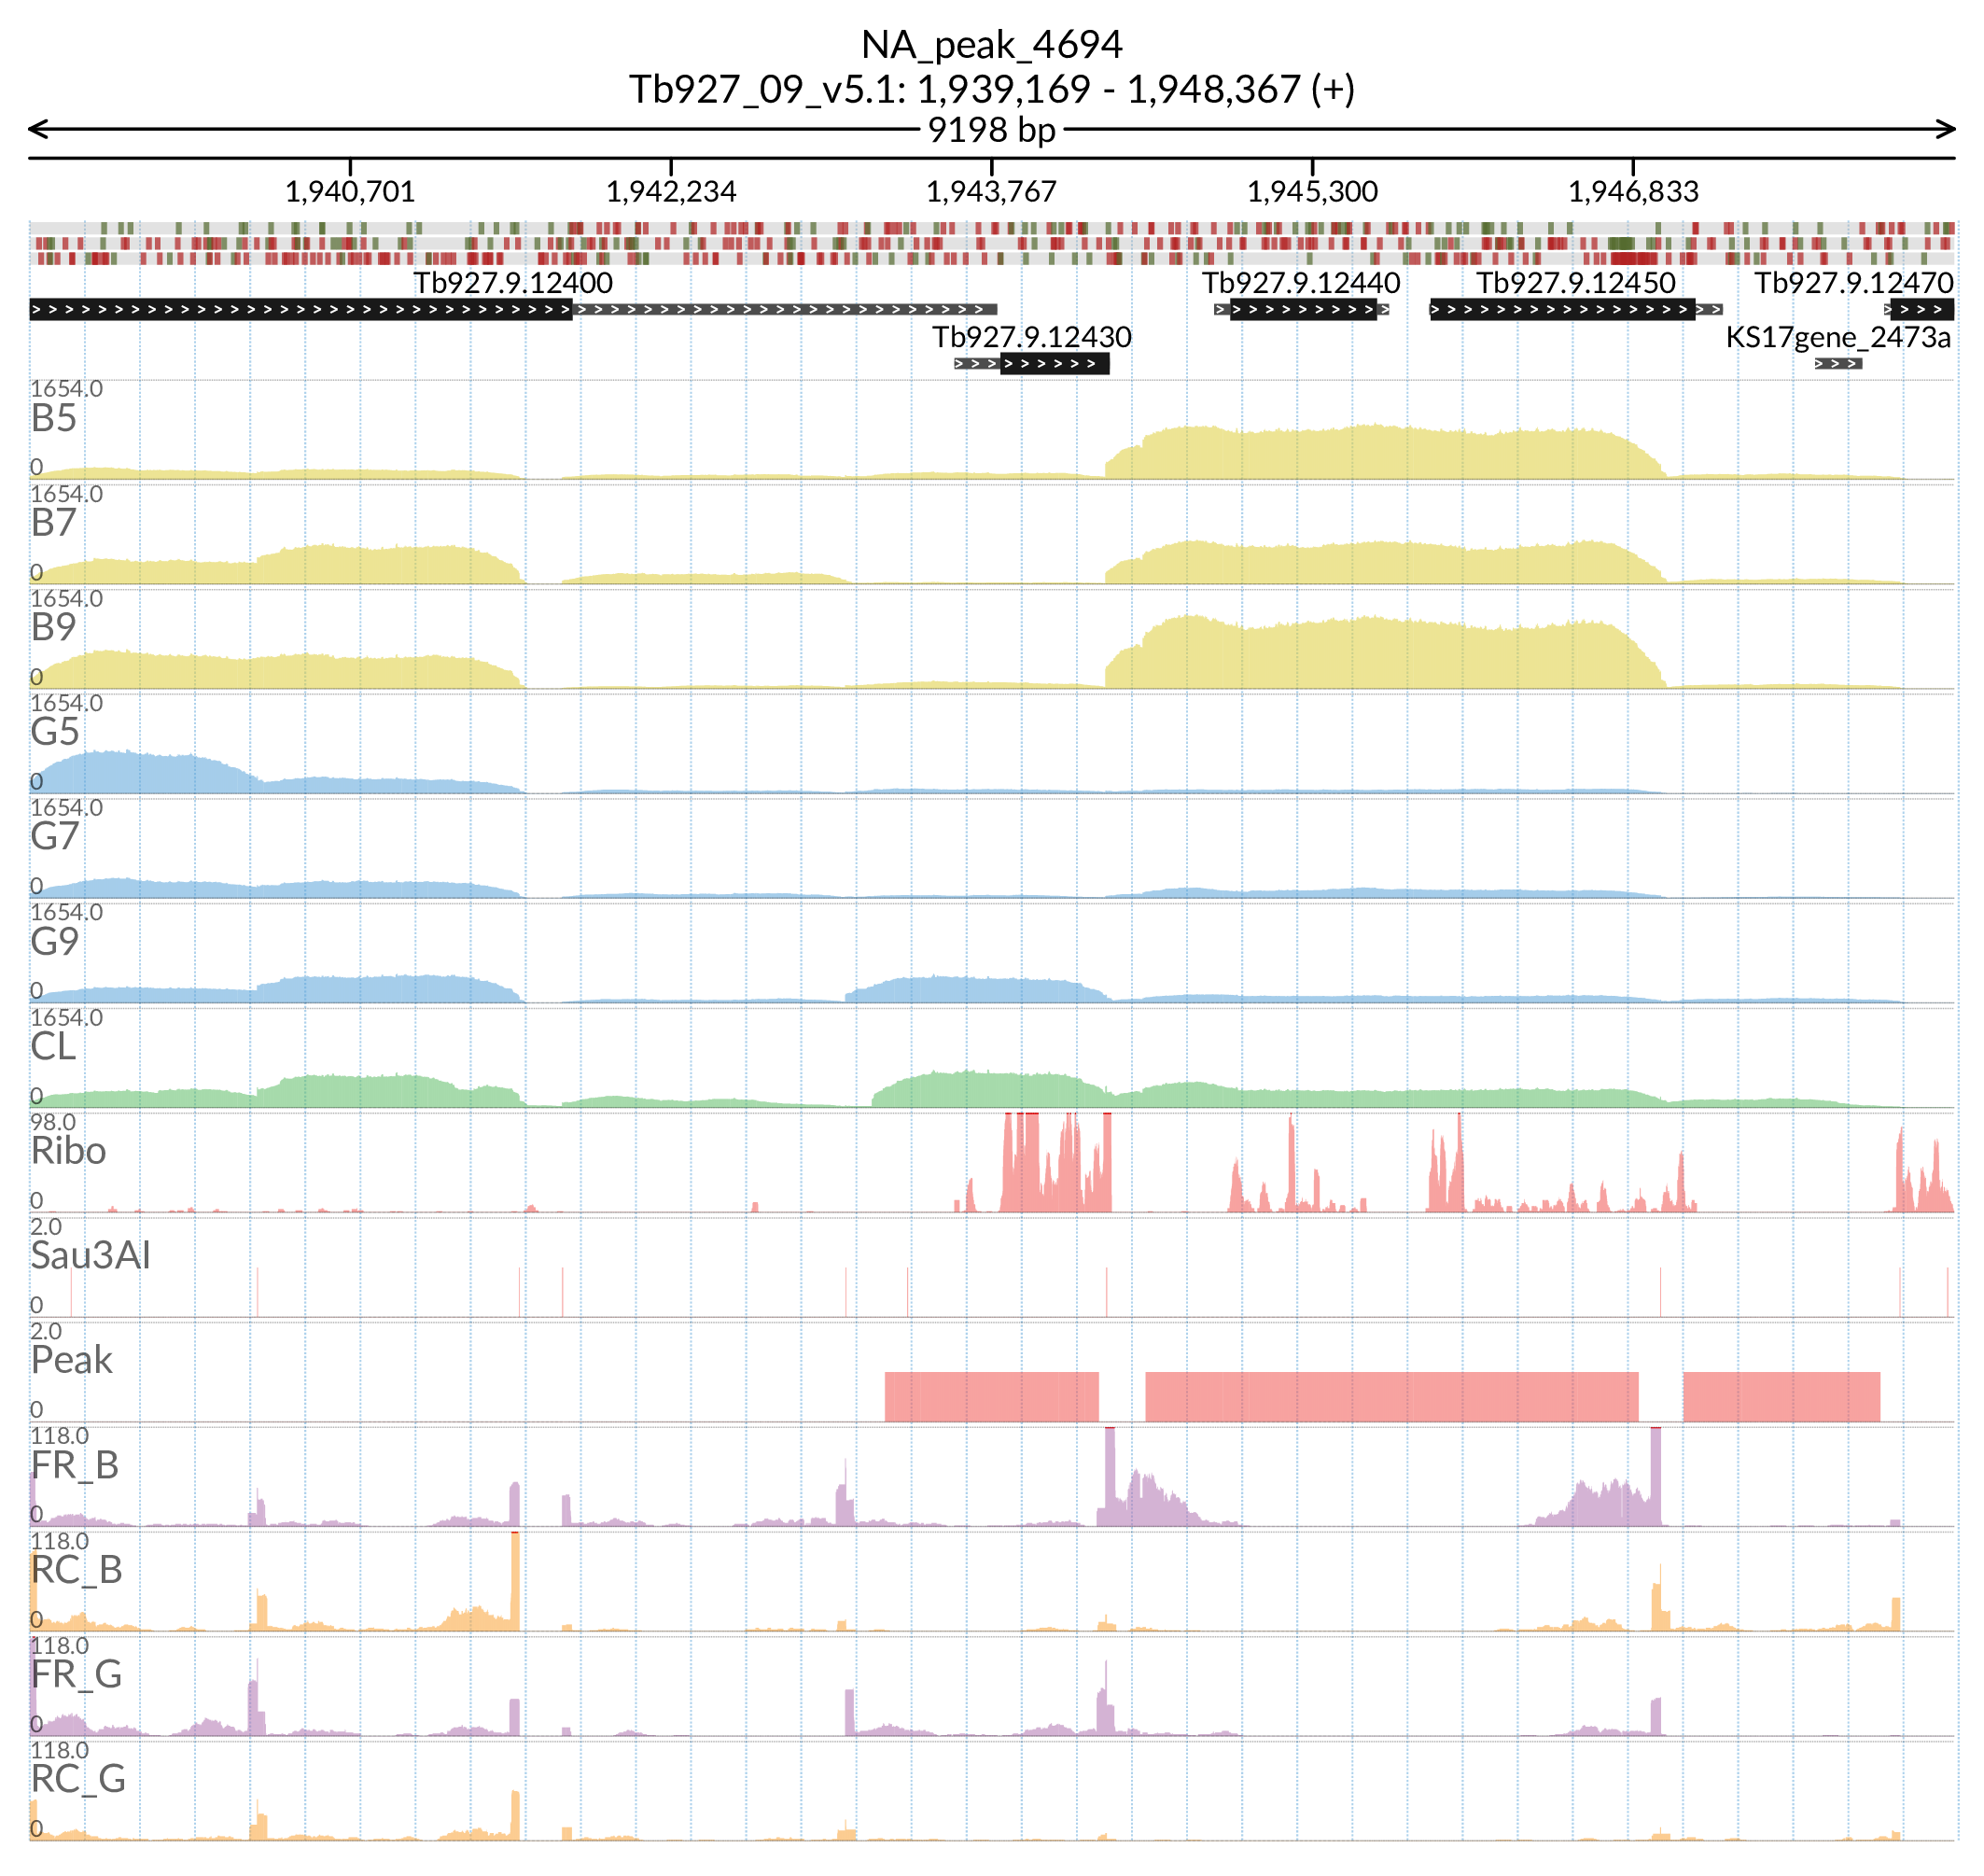 NA_peak_4694
Tb927_09_v5.1: 1,939,169 - 1,948,367 (+)
9198 bp
1,940,701 1,942,234 1,943,767 1,945,300 1,946,833
Tb927.9.12400 Tb927.9.12440 Tb927.9.12450 Tb927.9.12470
Tb927.9.12430 KS17gene_2473a
1654.0
B5
0
1654.0
B7
0
1654.0
B9
0
1654.0
G5
0
1654.0
G7
0
1654.0
G9
0
1654.0
CL
0
98.0
Ribo
0
2.0
Sau3AI
0
2.0
Peak
0
118.0
FR_B
0
118.0
RC_B
0
118.0
FR_G
0
118.0
RC_G
0